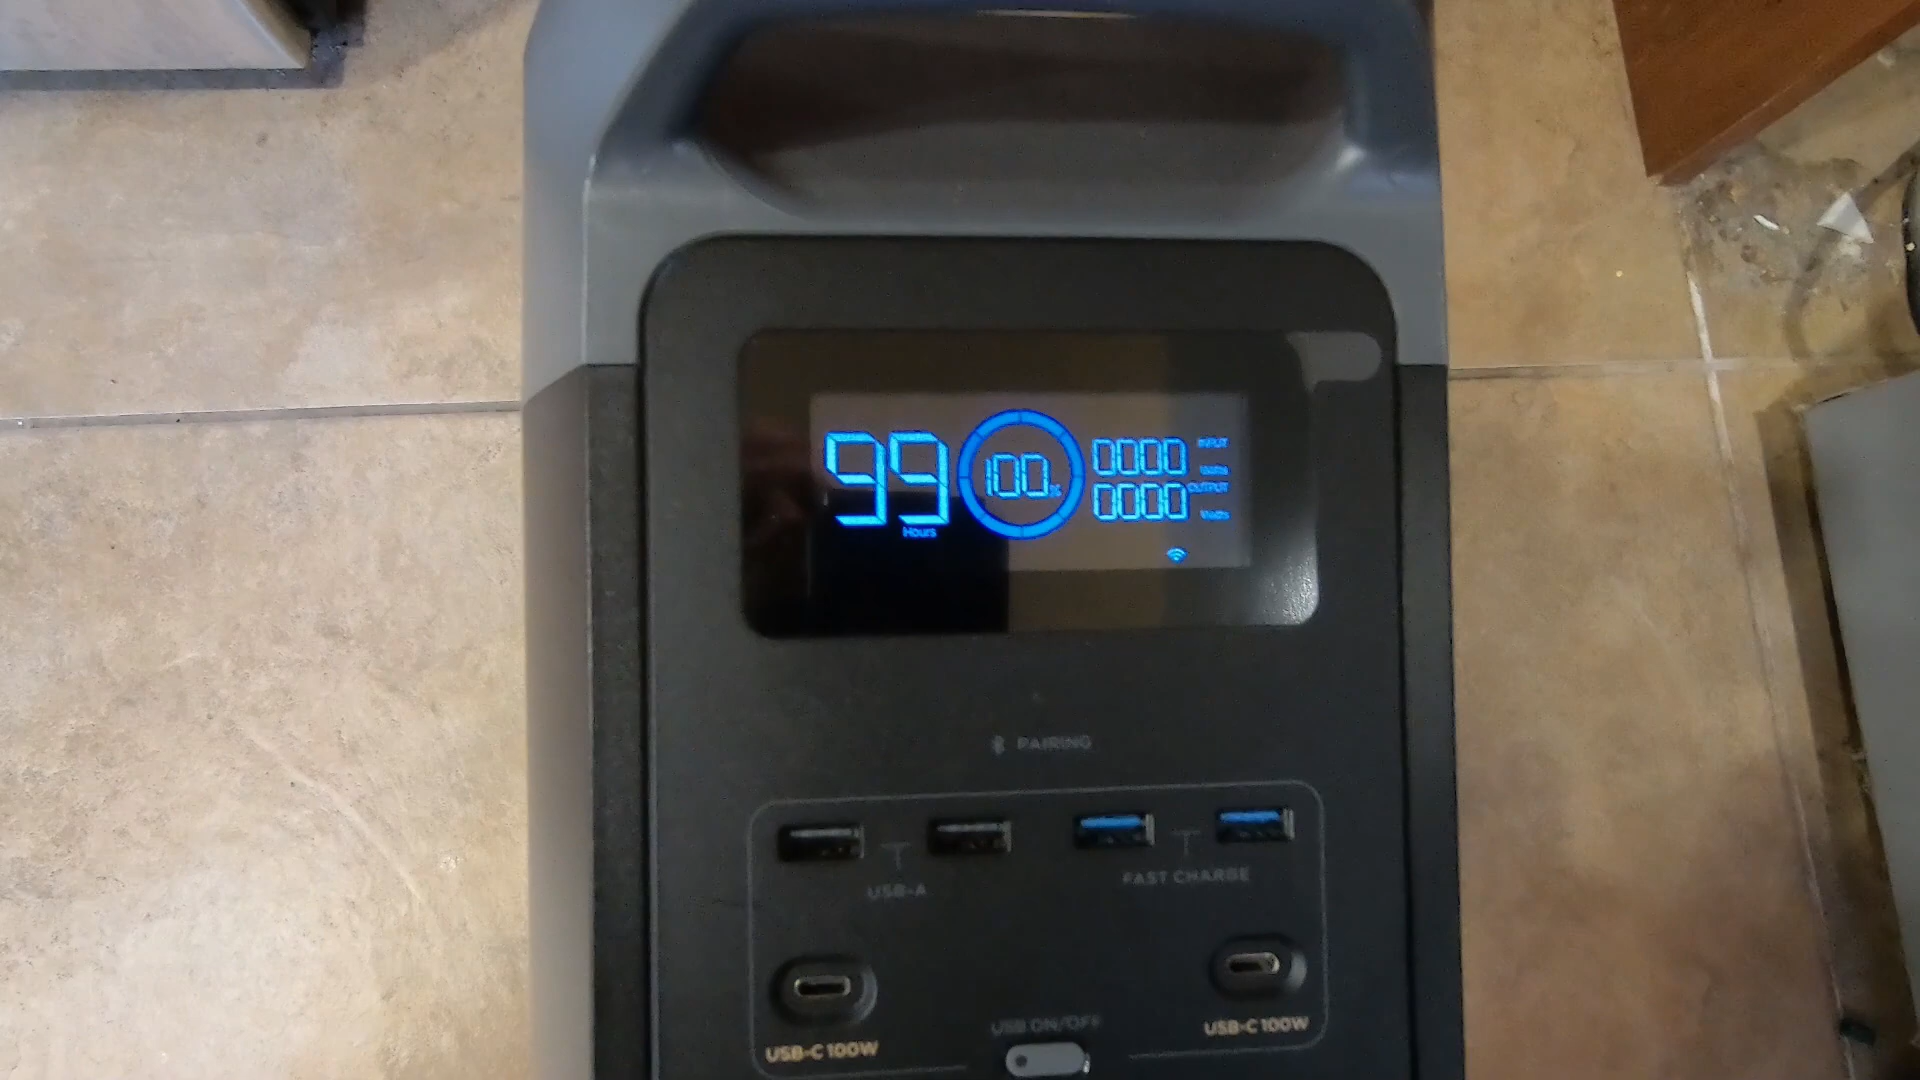 99
Hours
100%
0000 INPUT
Watts
0000 OUTPUT
Watts
PAIRING
USB-A
FAST CHARGE
USB-C 100W
USB ON/OFF
USB-C 100W